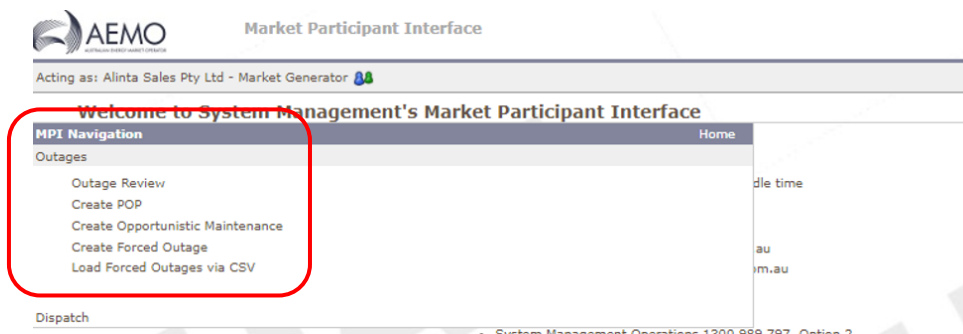 AEMO
AUSTRALIAN ENERGY MARKET OPERATOR
Market Participant Interface
Acting as: Alinta Sales Pty Ltd - Market Generator
Welcome to System Management's Market Participant Interface
MPI Navigation Home
Outages
Outage Review
dle time
Create POP
Create Opportunistic Maintenance
Create Forced Outage
au
Load Forced Outages via CSV
om.au
Dispatch
System Management Operations 1300 989 797, Option 2